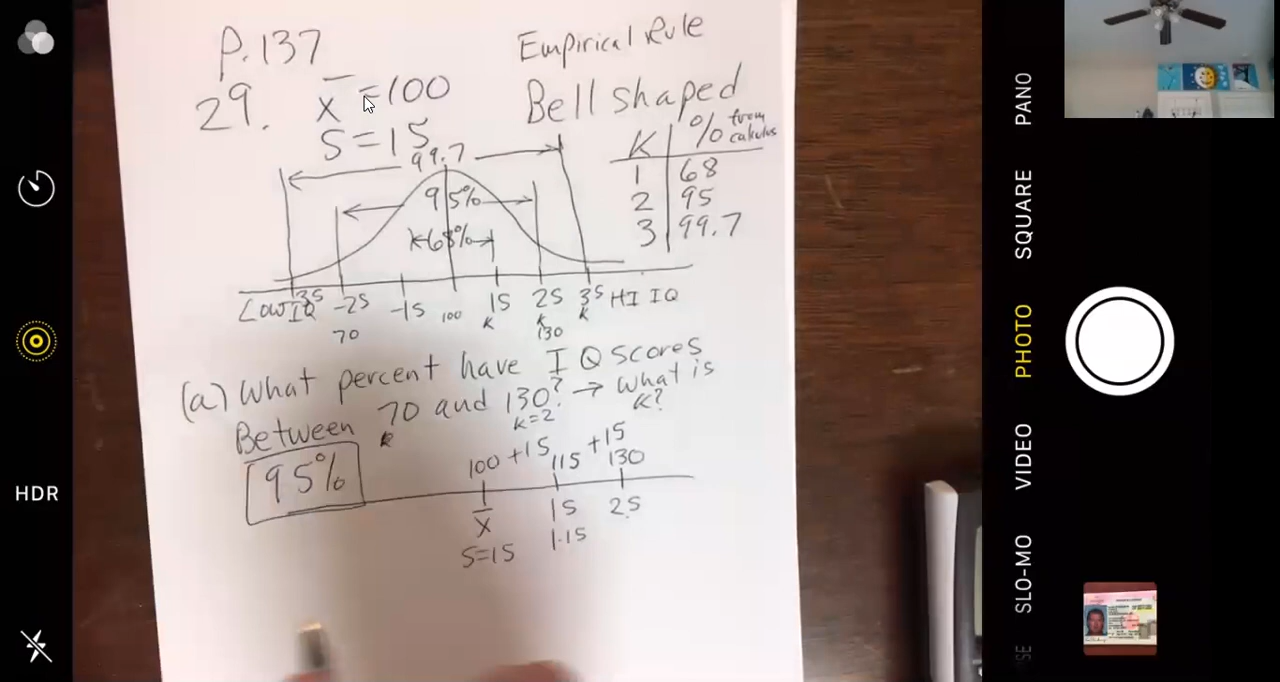 P.137
Empirical Rule
29. x̄ = 100
Bell shaped
S = 15
K | % from calculus
1 | 68
2 | 95
3 | 99.7
99.7
95%
68%
Low IQ -3S -2S -1S 100 1S 2S 3S HI IQ
K K K
70 130
(a) What percent have IQ scores
Between 70 and 130? → What is K?
K K=2
95%
100 +15 115 +15 130
x̄ 1S 2S
S=15 1·15
PANO
SQUARE
PHOTO
VIDEO
SLO-MO
SE
HDR